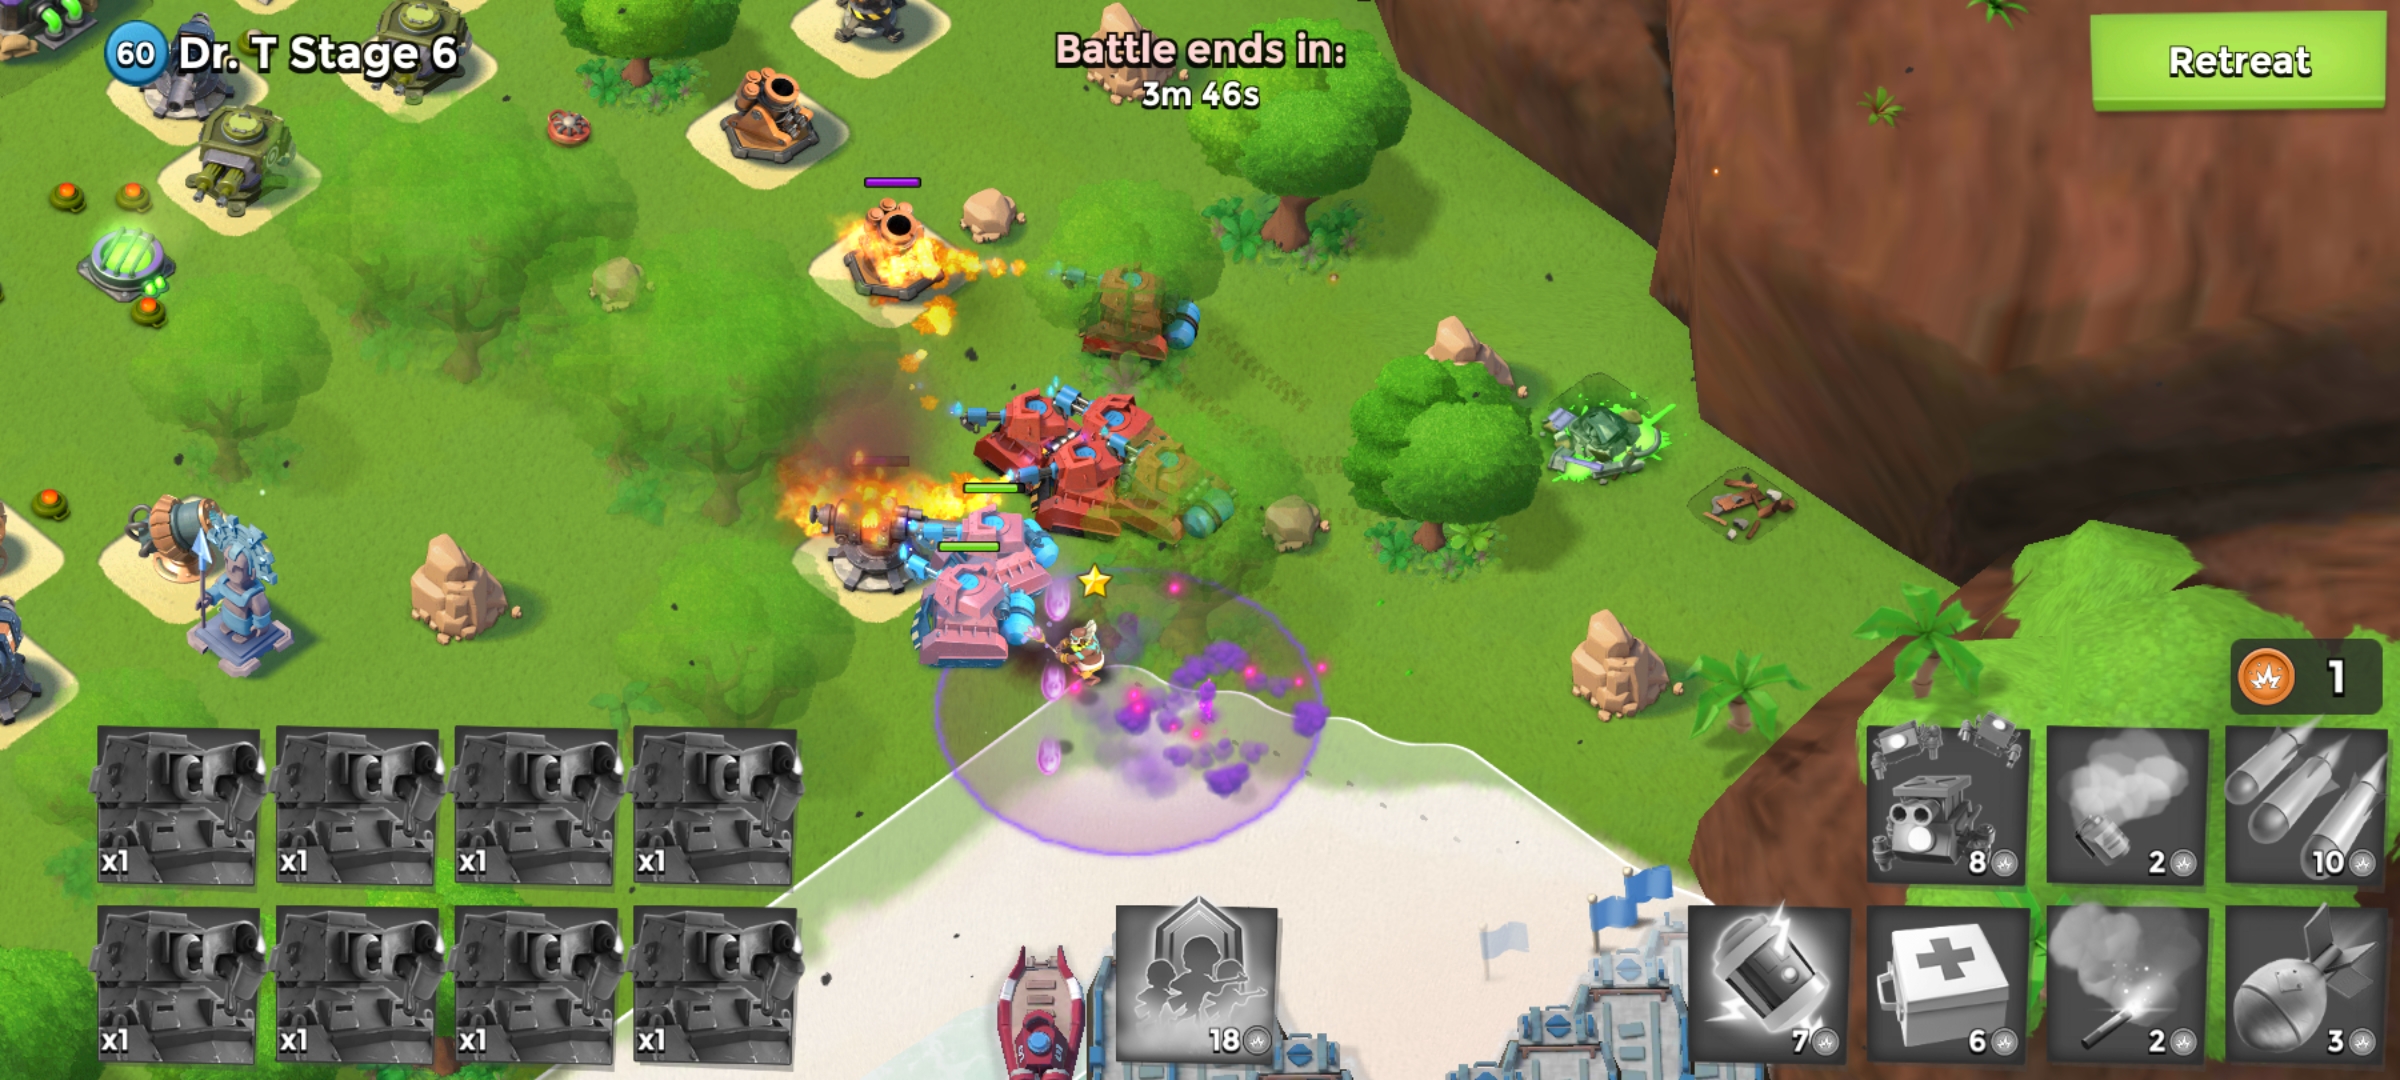 60 Dr. T Stage 6
Battle ends in:
3m 46s
Retreat
1
x1 x1 x1 x1
8 2 10
x1 x1 x1 x1
18 7 6 2 3